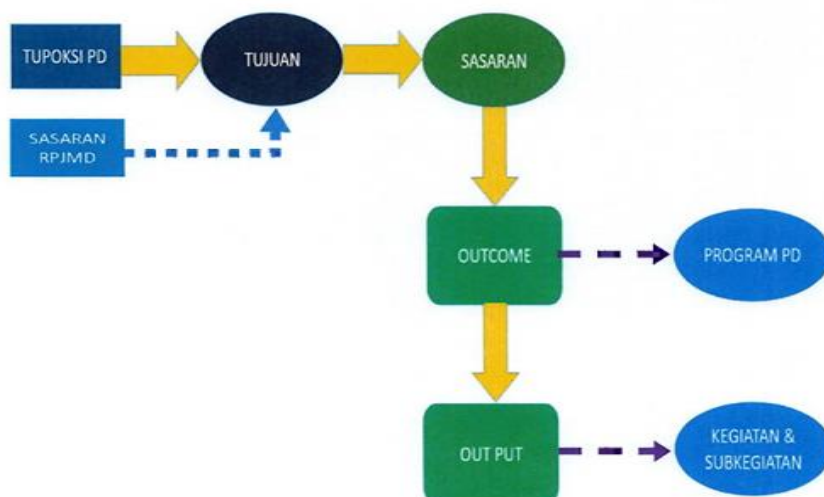 TUPOKSI PD
TUJUAN
SASARAN
SASARAN
RPJMD
OUTCOME
PROGRAM PD
OUT PUT
KEGIATAN &
SUBKEGIATAN